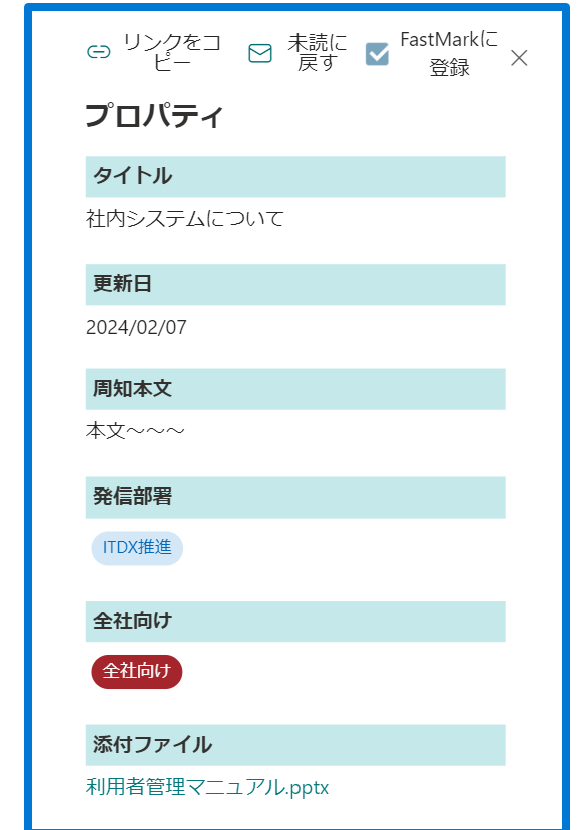 リンクをコ
ピー
未読に
戻す
FastMarkに
登録
プロパティ
タイトル
社内システムについて
更新日
2024/02/07
周知本文
本文～～～
発信部署
ITDX推進
全社向け
全社向け
添付ファイル
利用者管理マニュアル.pptx